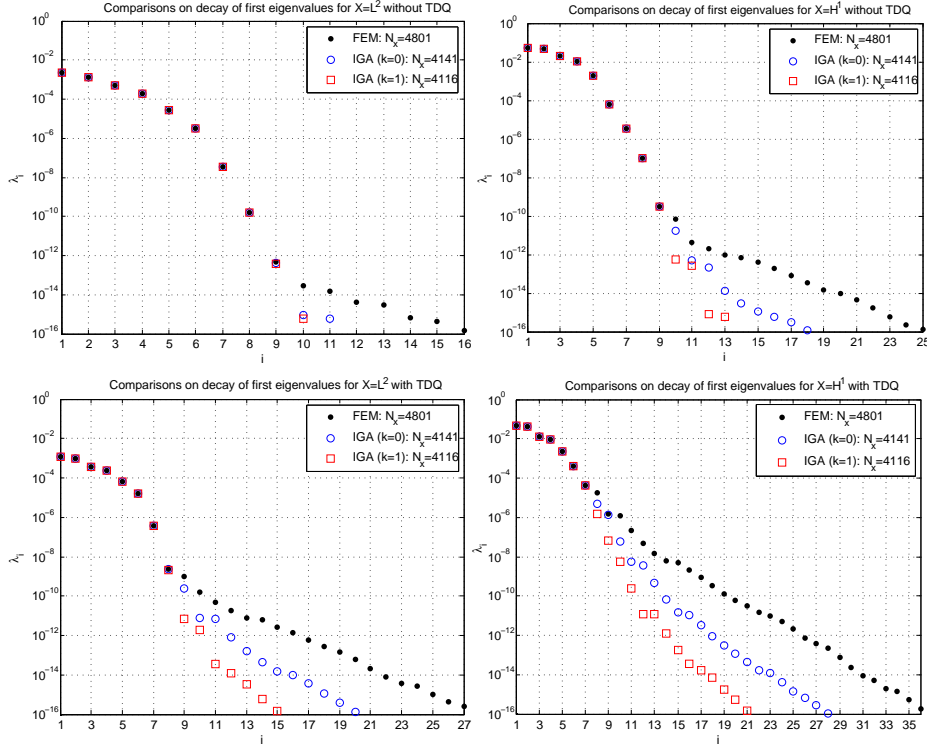 Comparisons on decay of first eigenvalues for X=L² without TDQ
10⁰
10⁻²
10⁻⁴
10⁻⁶
10⁻⁸
10⁻¹⁰
10⁻¹²
10⁻¹⁴
10⁻¹⁶
λᵢ
FEM: Nₓ=4801
IGA (k=0): Nₓ=4141
IGA (k=1): Nₓ=4116
1 2 3 4 5 6 7 8 9 10 11 12 13 14 15 16
i
Comparisons on decay of first eigenvalues for X=H¹ without TDQ
10⁰
10⁻²
10⁻⁴
10⁻⁶
10⁻⁸
10⁻¹⁰
10⁻¹²
10⁻¹⁴
10⁻¹⁶
λᵢ
FEM: Nₓ=4801
IGA (k=0): Nₓ=4141
IGA (k=1): Nₓ=4116
1 3 5 7 9 11 13 15 17 19 21 23 25
i
Comparisons on decay of first eigenvalues for X=L² with TDQ
10⁰
10⁻²
10⁻⁴
10⁻⁶
10⁻⁸
10⁻¹⁰
10⁻¹²
10⁻¹⁴
10⁻¹⁶
λᵢ
FEM: Nₓ=4801
IGA (k=0): Nₓ=4141
IGA (k=1): Nₓ=4116
1 3 5 7 9 11 13 15 17 19 21 23 25 27
i
Comparisons on decay of first eigenvalues for X=H¹ with TDQ
10⁰
10⁻²
10⁻⁴
10⁻⁶
10⁻⁸
10⁻¹⁰
10⁻¹²
10⁻¹⁴
10⁻¹⁶
λᵢ
FEM: Nₓ=4801
IGA (k=0): Nₓ=4141
IGA (k=1): Nₓ=4116
1 3 5 7 9 11 13 15 17 19 21 23 25 27 29 31 33 35
i